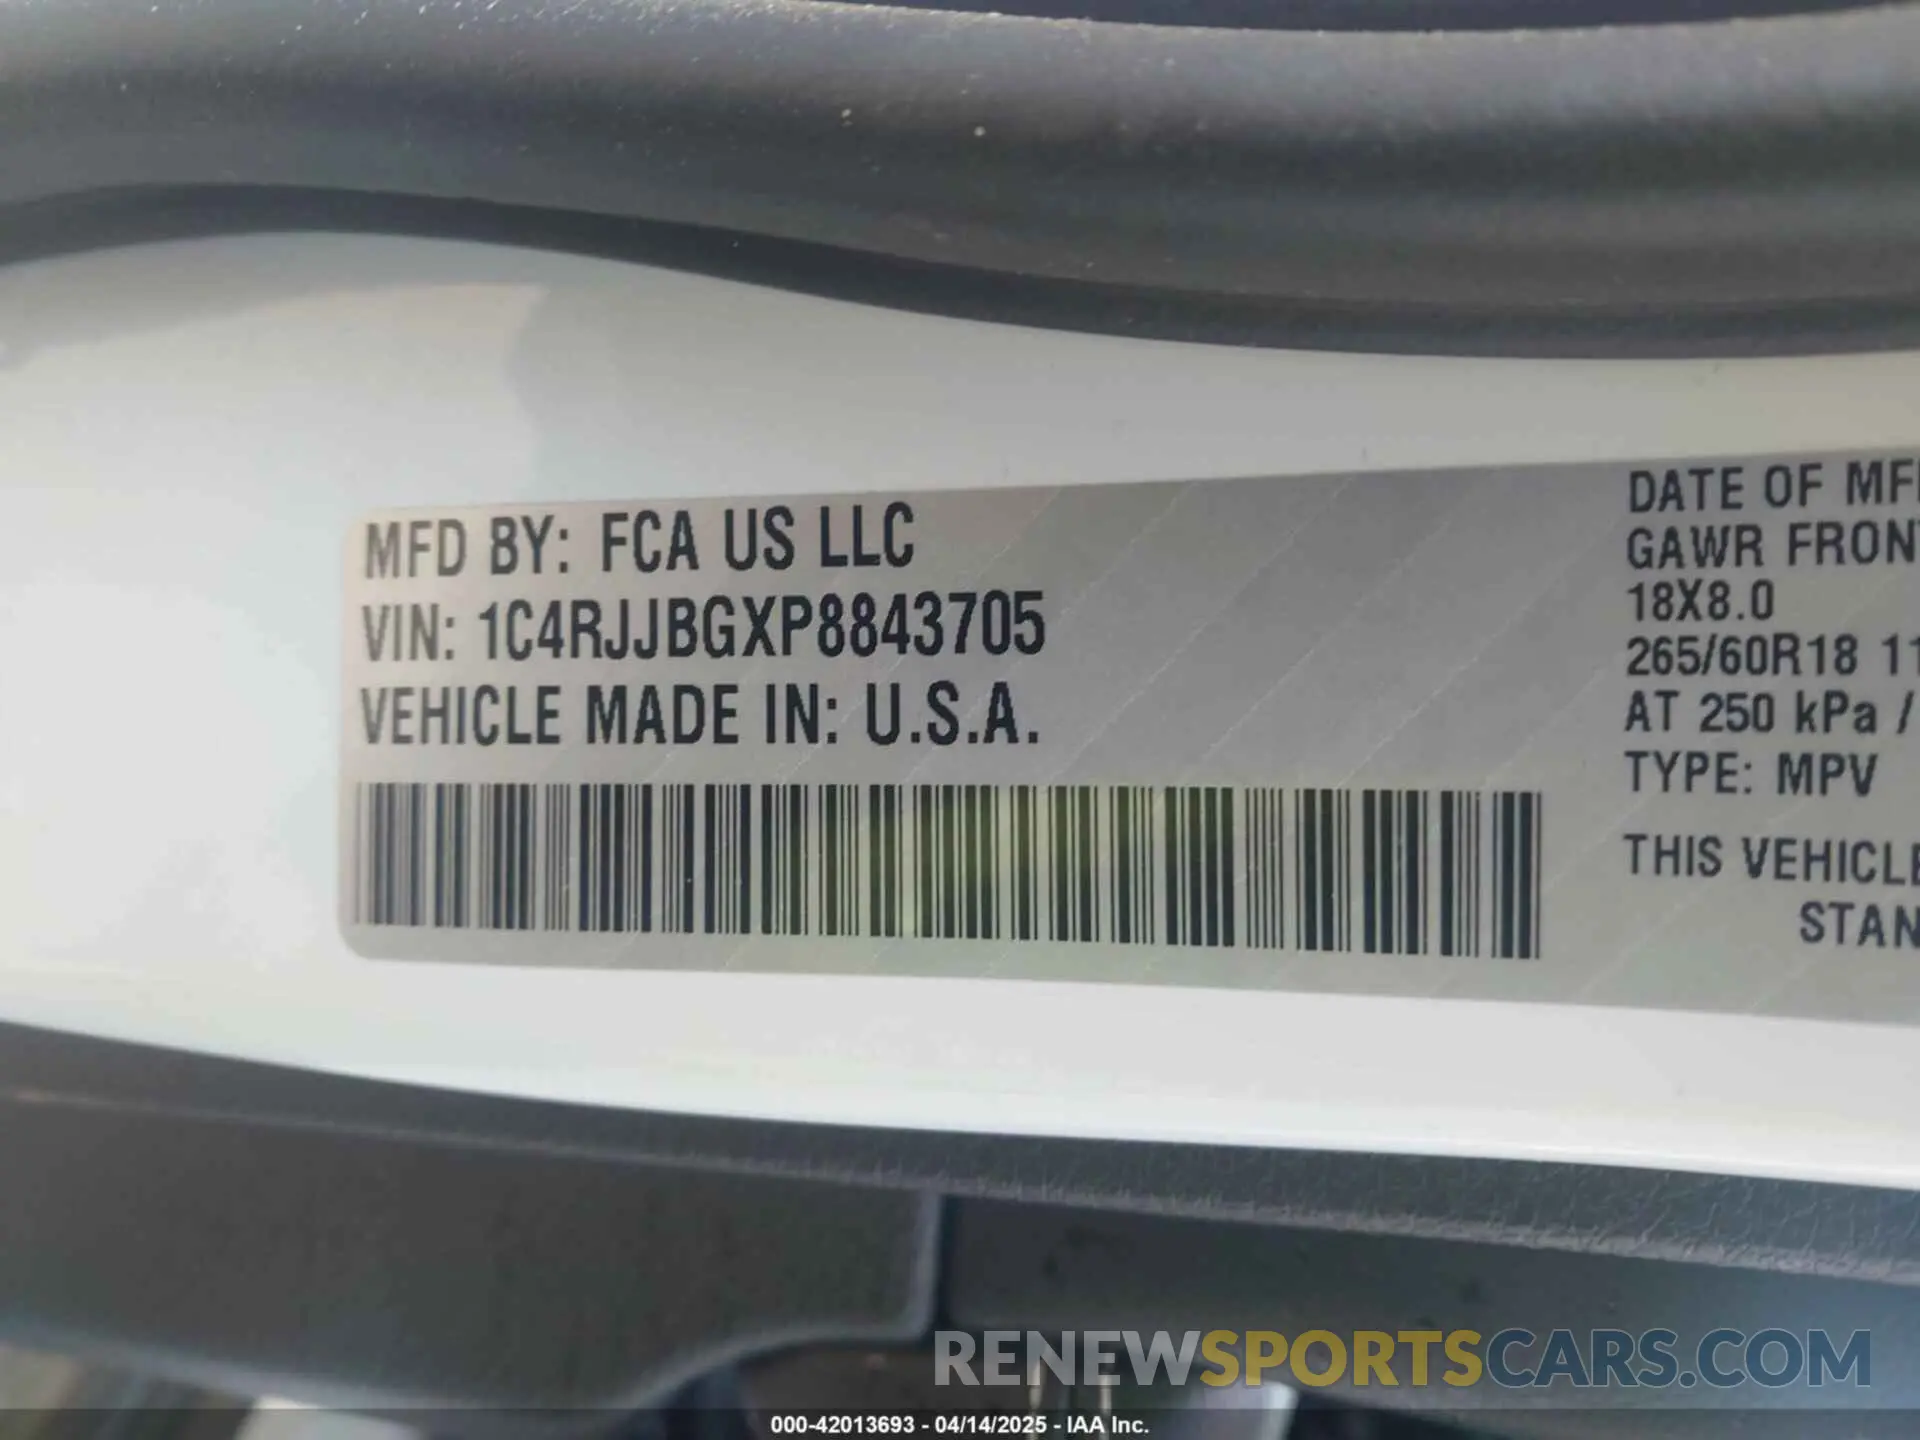 MFD BY: FCA US LLC
VIN: 1C4RJJBGXP8843705
VEHICLE MADE IN: U.S.A.
DATE OF MF
GAWR FRONT
18X8.0
265/60R18 11
AT 250 kPa /
TYPE: MPV
THIS VEHICLE
STAN
RENEWSPORTSCARS.COM
000-42013693 - 04/14/2025 - IAA Inc.